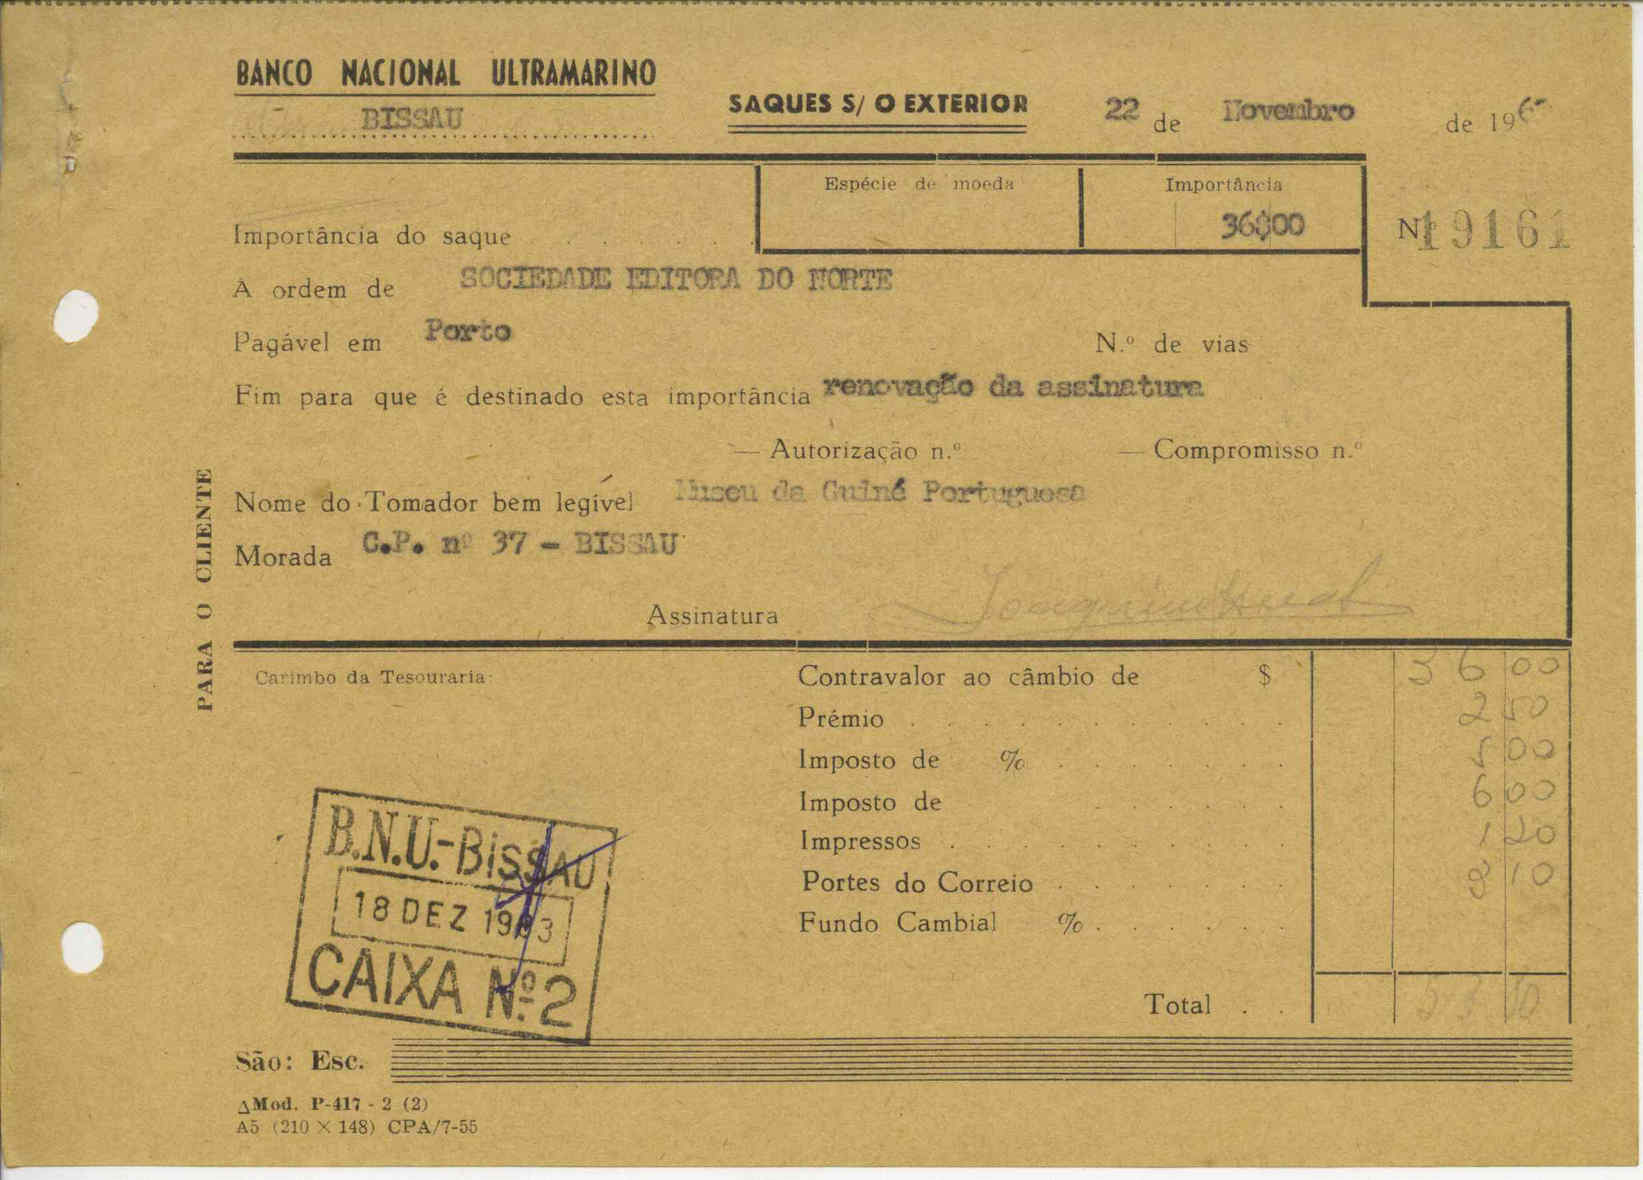 BANCO NACIONAL ULTRAMARINO
BISSAU
SAQUES S/ O EXTERIOR
22 de Novembro de 196
Espécie de moeda
Importância
Importância do saque
36$00
Nº 19161
À ordem de SOCIEDADE EDITORA DO NORTE
Pagável em Porto
N.º de vias
Fim para que é destinado esta importância renovação da assinatura
— Autorização n.º — Compromisso n.º
Nome do Tomador bem legível Museu da Guiné Portuguesa
Morada C.P. nº 37 - BISSAU
Assinatura
PARA O CLIENTE
Carimbo da Tesouraria:
Contravalor ao câmbio de $ 36 00
Prémio 2 50
Imposto de % 5 00
Imposto de 6 00
Impressos 1 20
Portes do Correio 10
Fundo Cambial %
Total
B.N.U.-BISSAU
18 DEZ 1963
CAIXA Nº 2
São: Esc.
△Mod. P-417 - 2 (2)
A5 (210 × 148) CPA/7-55